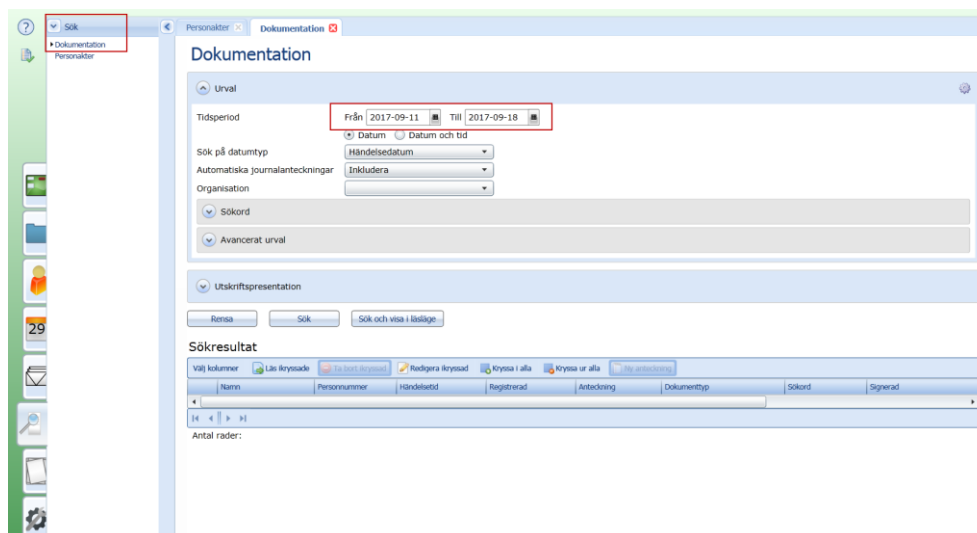 Sök
Dokumentation
Personakter
Personakter Dokumentation
Dokumentation
Urval
Tidsperiod Från 2017-09-11 Till 2017-09-18
Datum Datum och tid
Sök på datumtyp Händelsedatum
Automatiska journalanteckningar Inkludera
Organisation
Sökord
Avancerat urval
Utskriftspresentation
Rensa Sök Sök och visa i läsläge
Sökresultat
Välj kolumner Läs ikryssade Ta bort ikryssad Redigera ikryssad Kryssa i alla Kryssa ur alla Ny anteckning
Namn Personnummer Händelsetid Registrerad Anteckning Dokumenttyp Sökord Signerad
Antal rader:
29